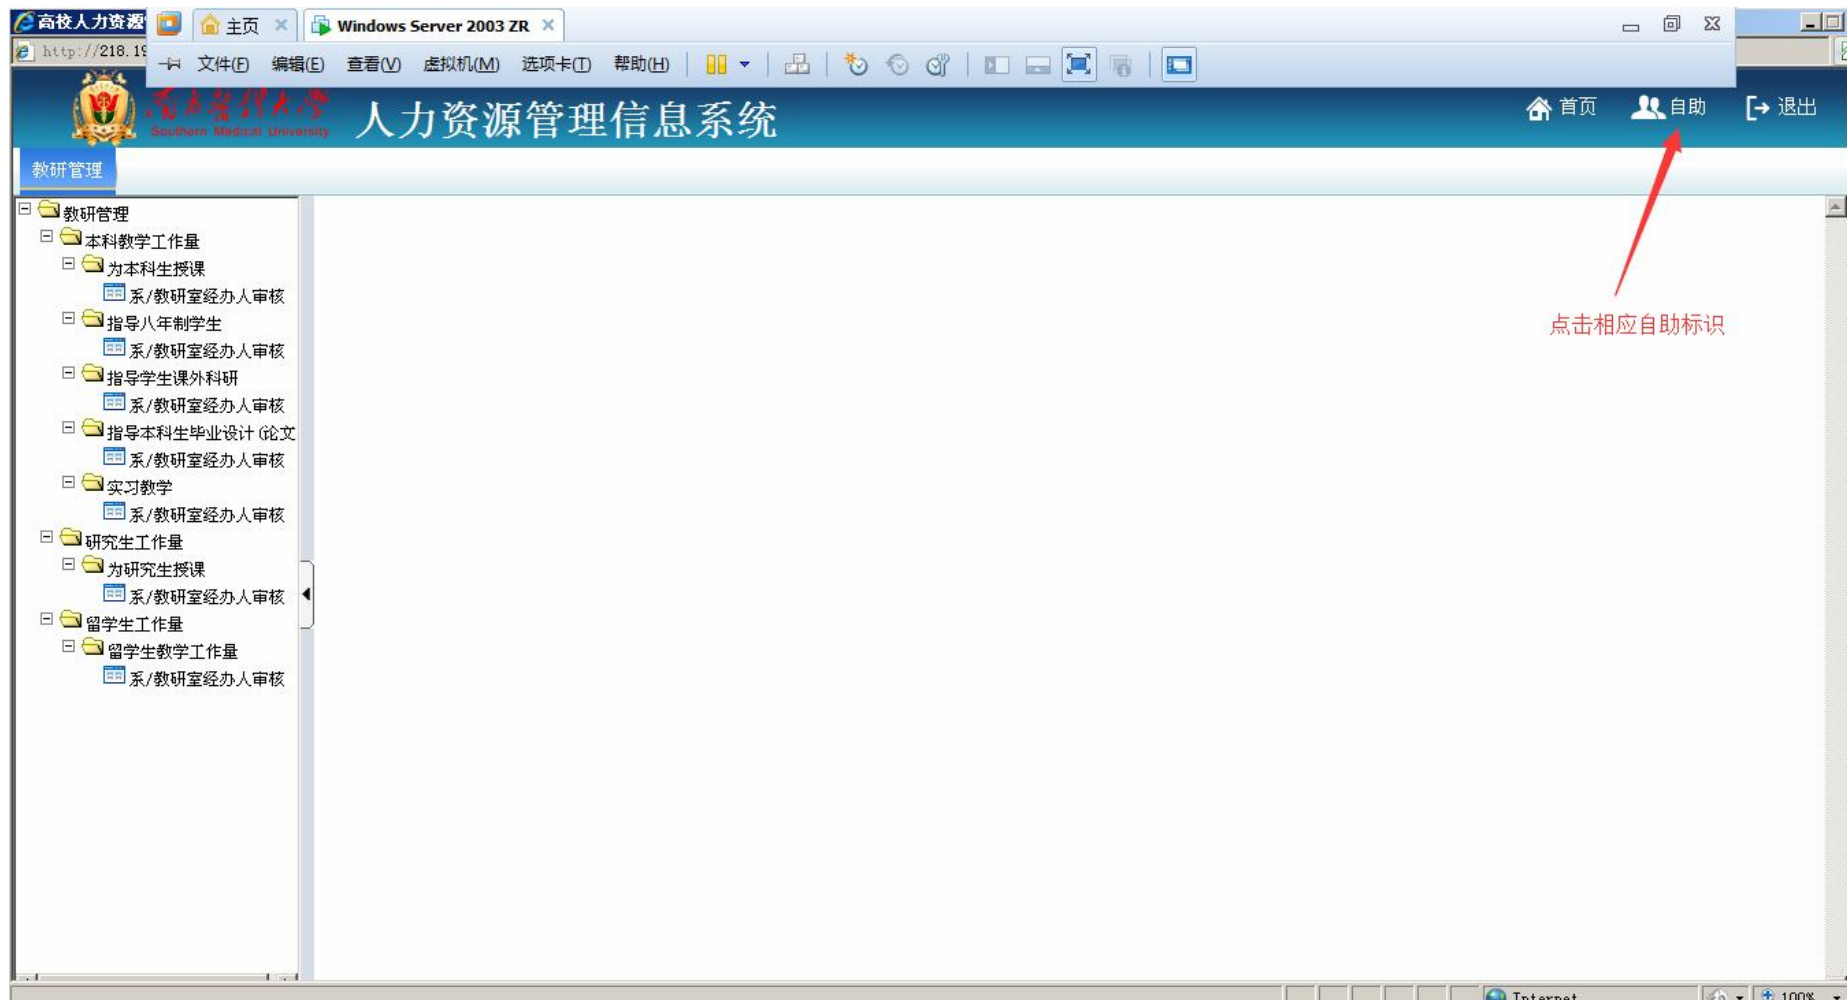 高校人力资源
主页
Windows Server 2003 ZR
http://218.19
文件(F) 编辑(E) 查看(V) 虚拟机(M) 选项卡(T) 帮助(H)
南方医科大学
Southern Medical University
人力资源管理信息系统
首页 自助 退出
教研管理
教研管理
本科教学工作量
为本科生授课
系/教研室经办人审核
指导八年制学生
系/教研室经办人审核
指导学生课外科研
系/教研室经办人审核
指导本科生毕业设计(论文
系/教研室经办人审核
实习教学
系/教研室经办人审核
研究生工作量
为研究生授课
系/教研室经办人审核
留学生工作量
留学生教学工作量
系/教研室经办人审核
点击相应自助标识
Internet
100%